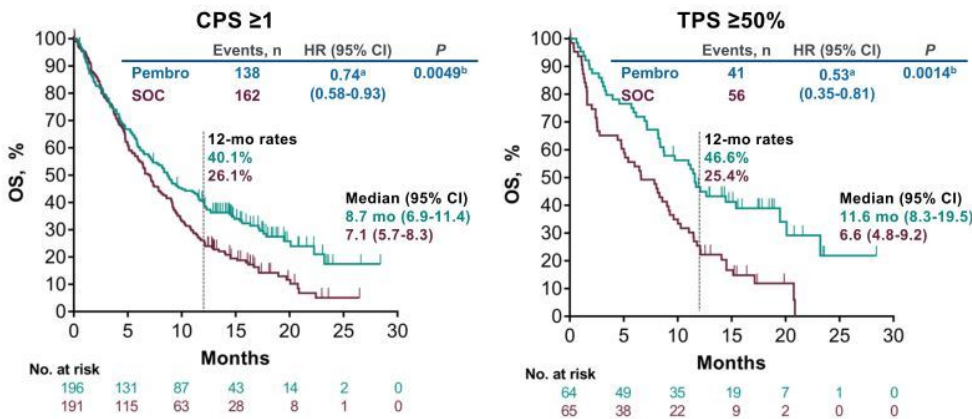 CPS ≥1
Events, n HR (95% CI) P
Pembro 138 0.74ᵃ 0.0049ᵇ
SOC 162 (0.58-0.93)
12-mo rates
40.1%
26.1%
Median (95% CI)
8.7 mo (6.9-11.4)
7.1 (5.7-8.3)
OS, %
100
90
80
70
60
50
40
30
20
10
0
0 5 10 15 20 25 30
Months
No. at risk
196 131 87 43 14 2 0
191 115 63 28 8 1 0
TPS ≥50%
Events, n HR (95% CI) P
Pembro 41 0.53ᵃ 0.0014ᵇ
SOC 56 (0.35-0.81)
12-mo rates
46.6%
25.4%
Median (95% CI)
11.6 mo (8.3-19.5)
6.6 (4.8-9.2)
OS, %
100
90
80
70
60
50
40
30
20
10
0
0 5 10 15 20 25 30
Months
No. at risk
64 49 35 19 7 1 0
65 38 22 9 2 0 0